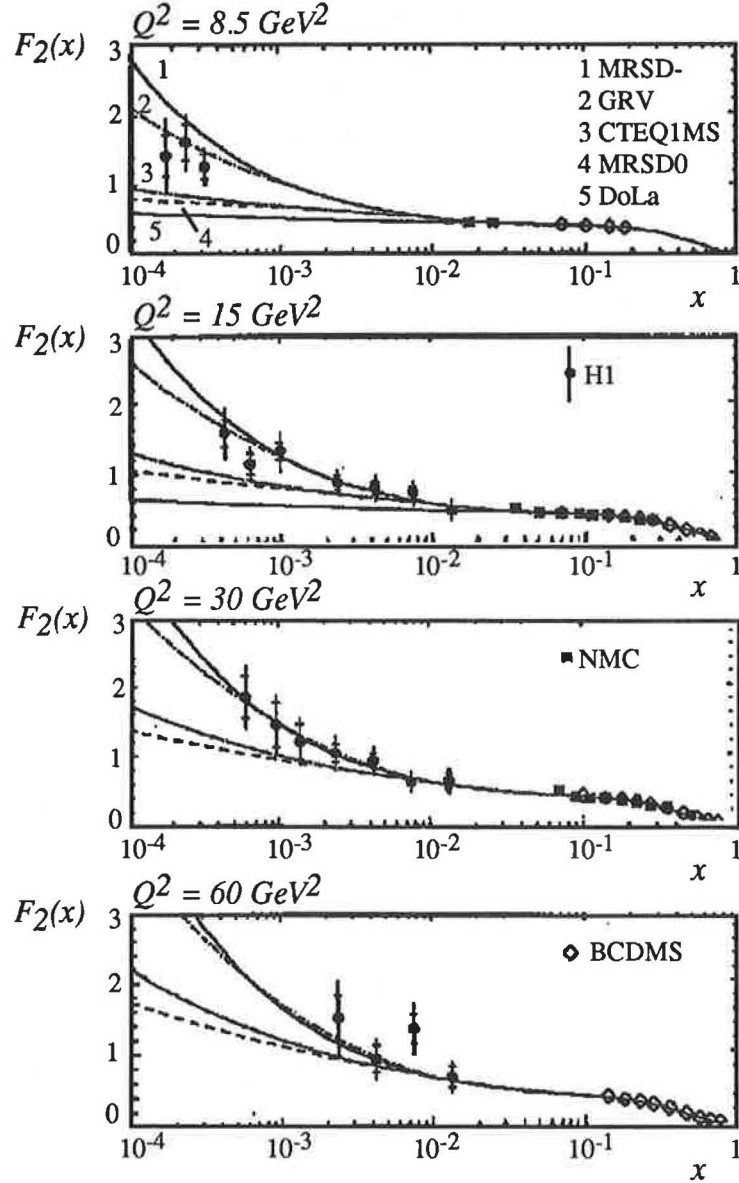 Q² = 8.5 GeV²
F₂(x)
3
2
1
0
1
2
3
4
5
1 MRSD-
2 GRV
3 CTEQ1MS
4 MRSD0
5 DoLa
10⁻⁴ 10⁻³ 10⁻² 10⁻¹ 1
x
Q² = 15 GeV²
F₂(x)
3
2
1
0
H1
10⁻⁴ 10⁻³ 10⁻² 10⁻¹ 1
x
Q² = 30 GeV²
F₂(x)
3
2
1
0
NMC
10⁻⁴ 10⁻³ 10⁻² 10⁻¹ 1
x
Q² = 60 GeV²
F₂(x)
3
2
1
0
BCDMS
10⁻⁴ 10⁻³ 10⁻² 10⁻¹ 1
x